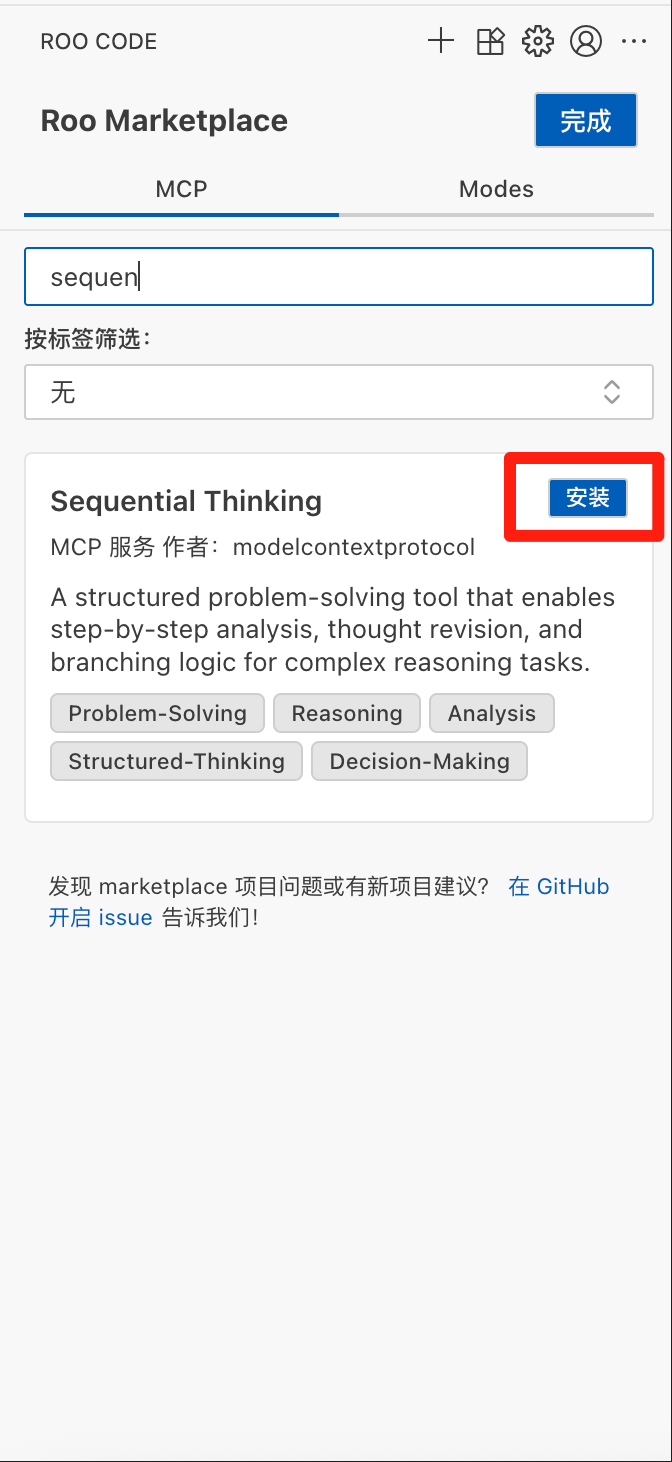 ROO CODE
Roo Marketplace
完成
MCP
Modes
sequen
按标签筛选：
无
Sequential Thinking
安装
MCP 服务 作者：modelcontextprotocol
A structured problem-solving tool that enables
step-by-step analysis, thought revision, and
branching logic for complex reasoning tasks.
Problem-Solving
Reasoning
Analysis
Structured-Thinking
Decision-Making
发现 marketplace 项目问题或有新项目建议？ 在 GitHub
开启 issue 告诉我们！